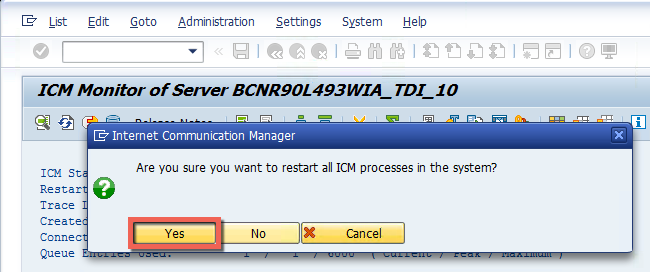 List Edit Goto Administration Settings System Help
ICM Monitor of Server BCNR90L493WIA_TDI_10
Release Notes
Internet Communication Manager
Are you sure you want to restart all ICM processes in the system?
ICM
Restart
Trace
Created
Yes No Cancel
Queue Entries Used: 1 / 1 / 6000 ( Current / Peak / Maximum )